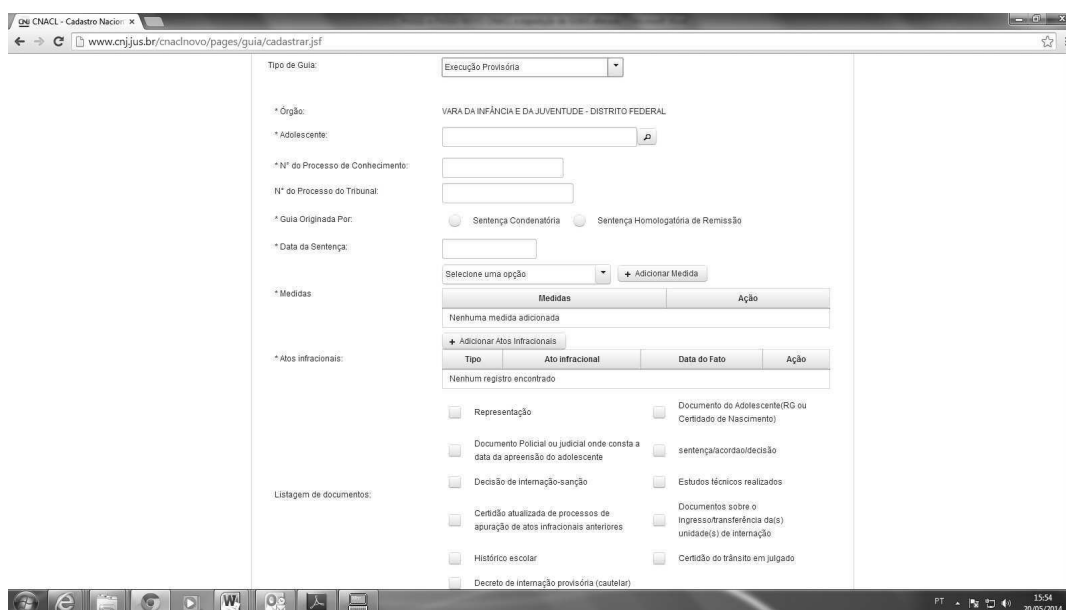 CNJ CNACL - Cadastro Nacion ×
www.cnj.jus.br/cnaclnovo/pages/guia/cadastrar.jsf
Tipo de Guia: Execução Provisória
* Órgão: VARA DA INFÂNCIA E DA JUVENTUDE - DISTRITO FEDERAL
* Adolescente:
* N° do Processo de Conhecimento:
N° do Processo do Tribunal:
* Guia Originada Por: Sentença Condenatória Sentença Homologatória de Remissão
* Data da Sentença:
Selecione uma opção + Adicionar Medida
* Medidas
Medidas Ação
Nenhuma medida adicionada
+ Adicionar Atos Infracionais
* Atos infracionais:
Tipo Ato infracional Data do Fato Ação
Nenhum registro encontrado
Listagem de documentos:
Representação
Documento do Adolescente(RG ou
Certidado de Nascimento)
Documento Policial ou judicial onde consta a
data da apreensão do adolescente
sentença/acordao/decisão
Decisão de internação-sanção
Estudos técnicos realizados
Certidão atualizada de processos de
apuração de atos infracionais anteriores
Documentos sobre o
Ingresso/transferência da(s)
unidade(s) de internação
Histórico escolar
Certidão do trânsito em julgado
Decreto de internação provisória (cautelar)
PT 15:54
20/05/2014